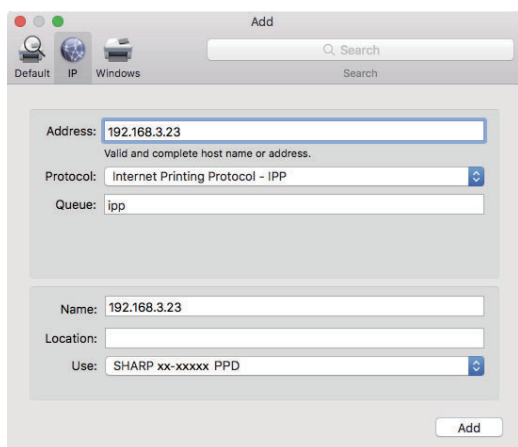 Add
Search
Default IP Windows
Search
Address: 192.168.3.23
Valid and complete host name or address.
Protocol: Internet Printing Protocol - IPP
Queue: ipp
Name: 192.168.3.23
Location:
Use: SHARP xx-xxxxx PPD
Add